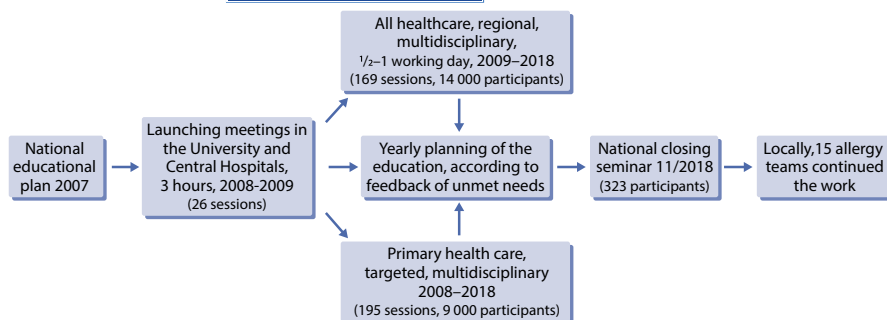 National
educational
plan 2007
Launching meetings in
the University and
Central Hospitals,
3 hours, 2008-2009
(26 sessions)
All healthcare, regional,
multidisciplinary,
1/2–1 working day, 2009–2018
(169 sessions, 14 000 participants)
Yearly planning of the
education, according to
feedback of unmet needs
Primary health care,
targeted, multidisciplinary
2008–2018
(195 sessions, 9 000 participants)
National closing
seminar 11/2018
(323 participants)
Locally,15 allergy
teams continued
the work